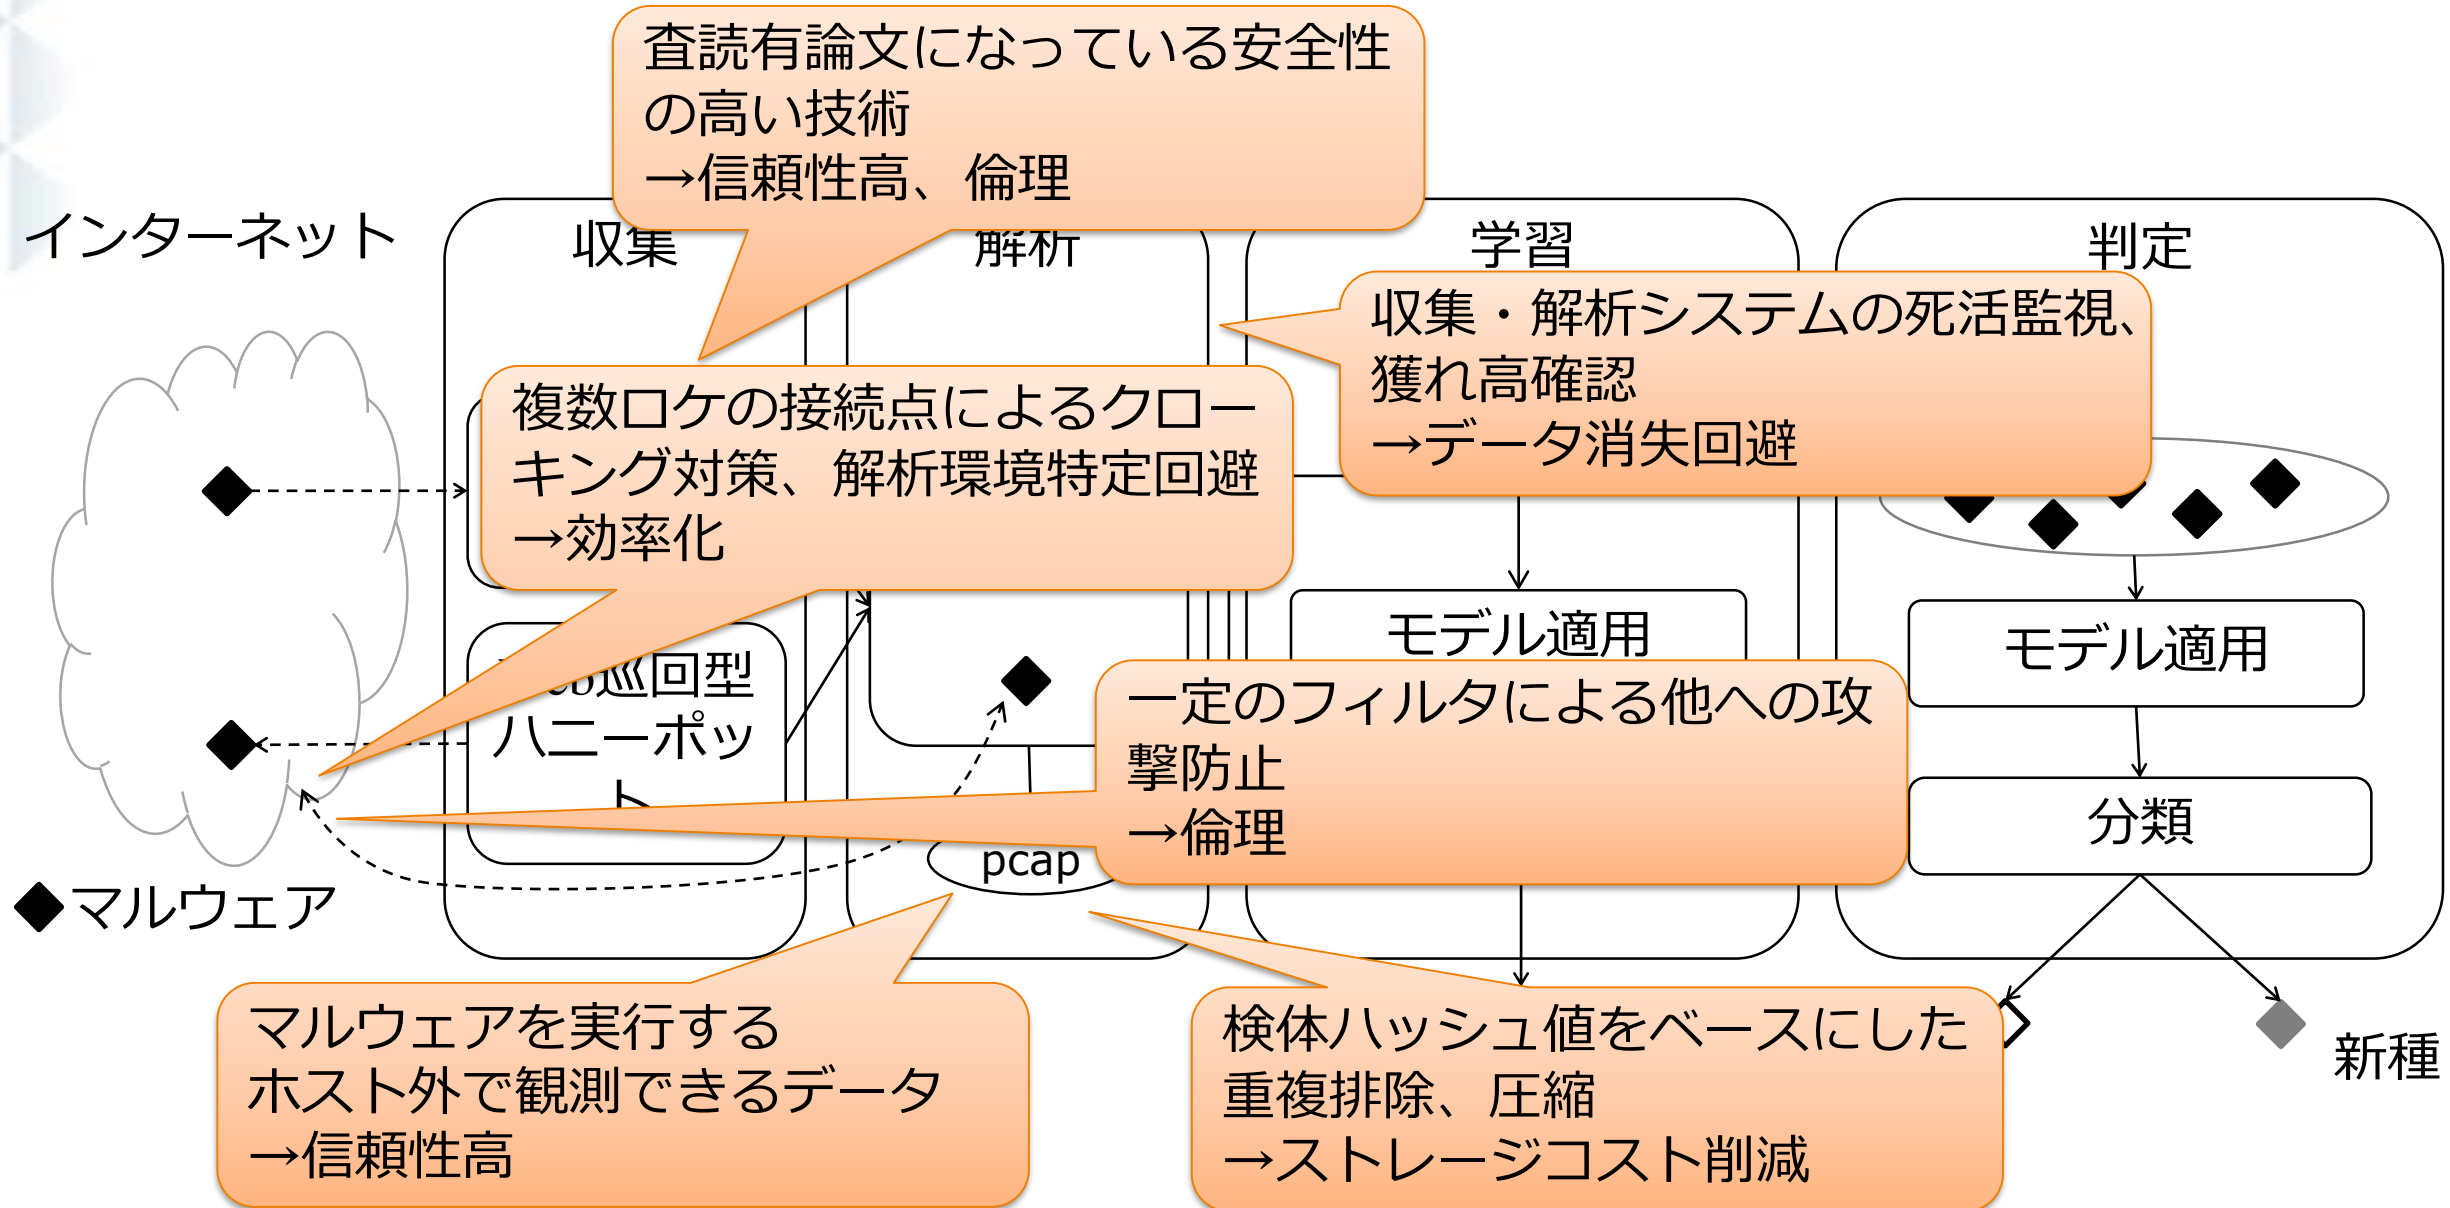 査読有論文になっている安全性
の高い技術
→信頼性高、倫理
インターネット
収集
解析
学習
判定
収集・解析システムの死活監視、
獲れ高確認
→データ消失回避
複数ロケの接続点によるクロー
キング対策、解析環境特定回避
→効率化
モデル適用
モデル適用
巡回型
ハニーポッ
ト
一定のフィルタによる他への攻
撃防止
→倫理
分類
pcap
マルウェア
マルウェアを実行する
ホスト外で観測できるデータ
→信頼性高
検体ハッシュ値をベースにした
重複排除、圧縮
→ストレージコスト削減
新種